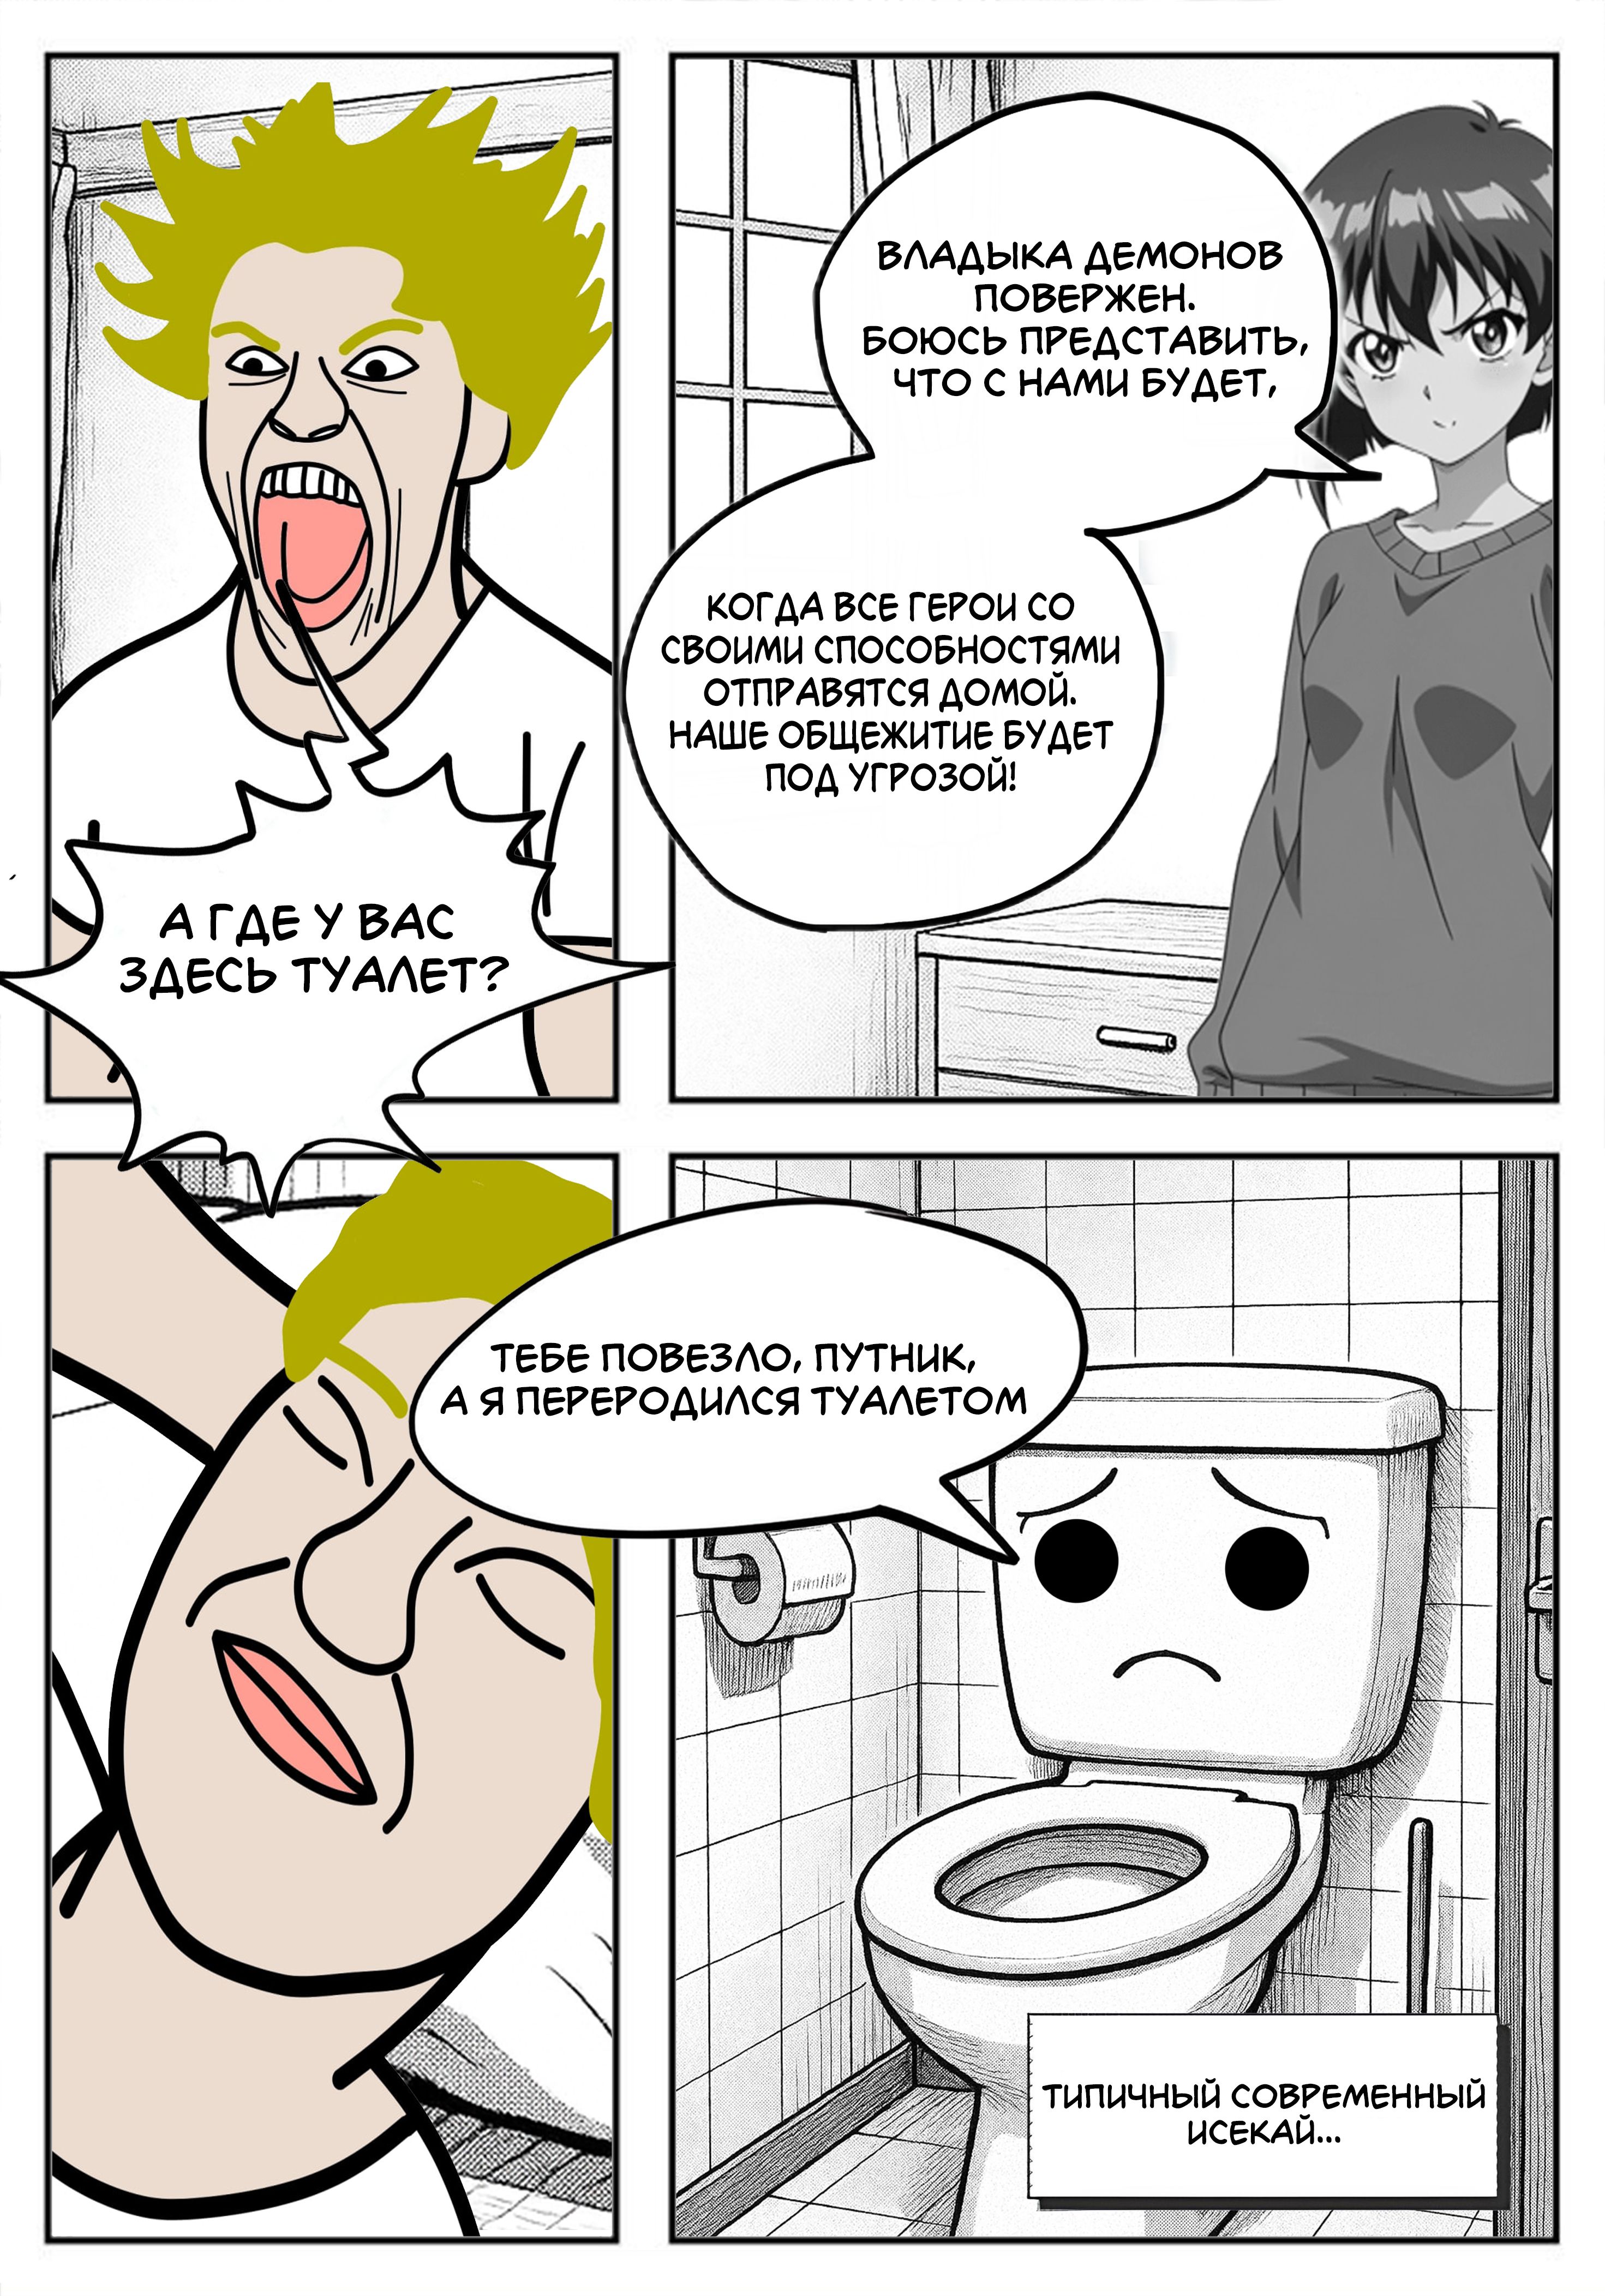 ВЛАДЫКА ДЕМОНОВ
ПОВЕРЖЕН.
БОЮСЬ ПРЕДСТАВИТЬ,
ЧТО С НАМИ БУДЕТ,
КОГДА ВСЕ ГЕРОИ СО
СВОИМИ СПОСОБНОСТЯМИ
ОТПРАВЯТСЯ ДОМОЙ.
НАШЕ ОБЩЕЖИТИЕ БУДЕТ
ПОД УГРОЗОЙ!
А ГДЕ У ВАС
ЗДЕСЬ ТУАЛЕТ?
ТЕБЕ ПОВЕЗЛО, ПУТНИК,
А Я ПЕРЕРОДИЛСЯ ТУАЛЕТОМ
ТИПИЧНЫЙ СОВРЕМЕННЫЙ
ИСЕКАЙ...